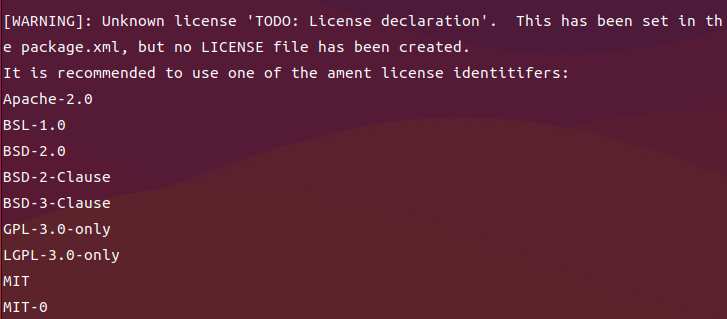 [WARNING]: Unknown license 'TODO: License declaration'.  This has been set in th
e package.xml, but no LICENSE file has been created.
It is recommended to use one of the ament license identitifers:
Apache-2.0
BSL-1.0
BSD-2.0
BSD-2-Clause
BSD-3-Clause
GPL-3.0-only
LGPL-3.0-only
MIT
MIT-0